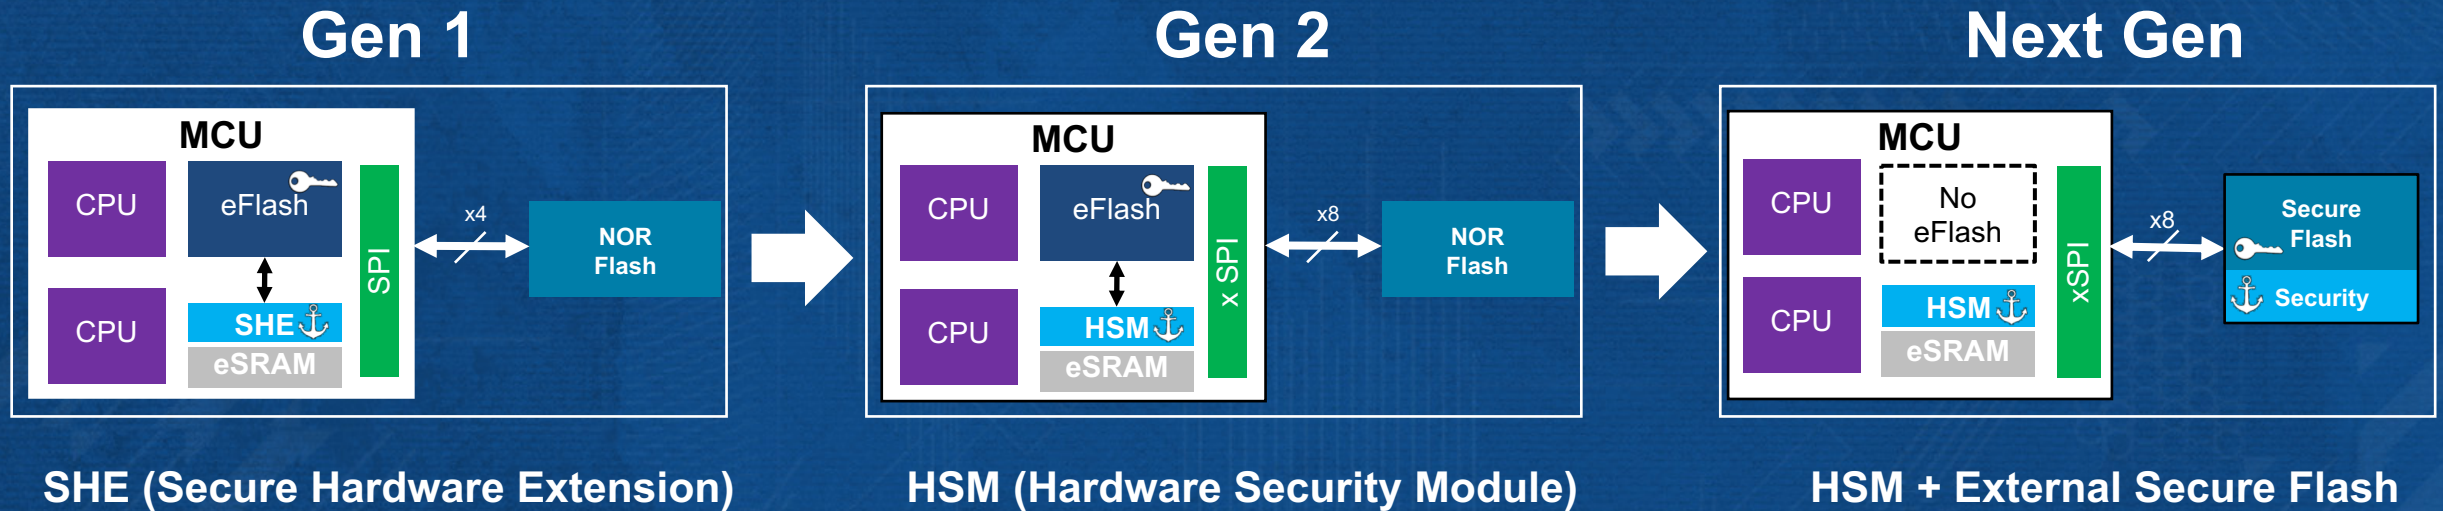 Gen 1
Gen 2
Next Gen
MCU
CPU
eFlash
CPU
SHE
eSRAM
SPI
x4
NOR
Flash
MCU
CPU
eFlash
CPU
HSM
eSRAM
x SPI
x8
NOR
Flash
MCU
CPU
No
eFlash
CPU
HSM
eSRAM
xSPI
x8
Secure
Flash
Security
SHE (Secure Hardware Extension)
HSM (Hardware Security Module)
HSM + External Secure Flash